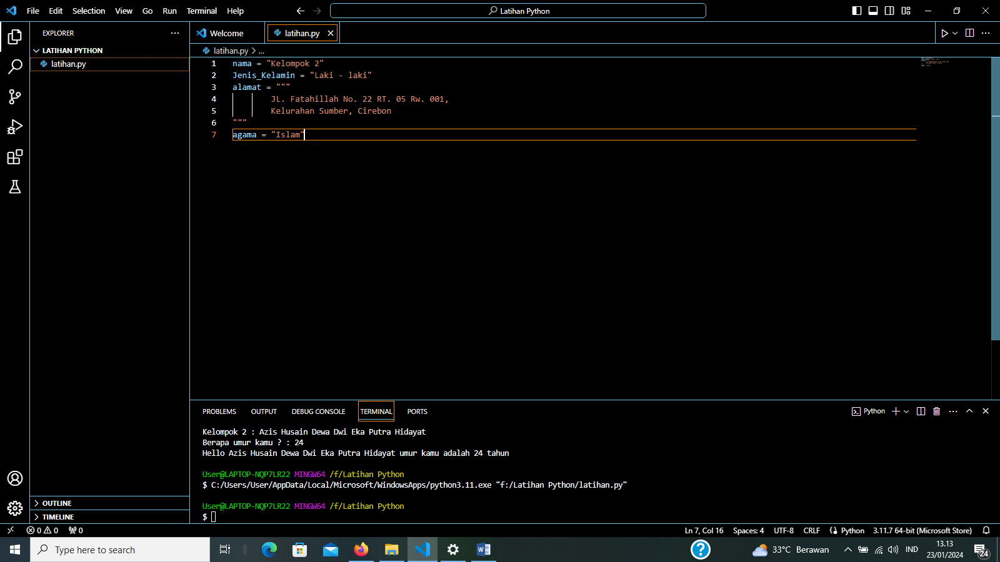 File Edit Selection View Go Run Terminal Help
Latihan Python
EXPLORER
LATIHAN PYTHON
latihan.py
OUTLINE
TIMELINE
Welcome
latihan.py
latihan.py > ...
1 nama = "Kelompok 2"
2 Jenis_Kelamin = "Laki - laki"
3 alamat = """
4 JL. Fatahillah No. 22 RT. 05 Rw. 001,
5 Kelurahan Sumber, Cirebon
6 """
7 agama = "Islam"
PROBLEMS OUTPUT DEBUG CONSOLE TERMINAL PORTS
Python
Kelompok 2 : Azis Husain Dewa Dwi Eka Putra Hidayat
Berapa umur kamu ? : 24
Hello Azis Husain Dewa Dwi Eka Putra Hidayat umur kamu adalah 24 tahun
User@LAPTOP-NQP7LR22 MINGW64 /f/Latihan Python
$ C:/Users/User/AppData/Local/Microsoft/WindowsApps/python3.11.exe "f:/Latihan Python/latihan.py"
User@LAPTOP-NQP7LR22 MINGW64 /f/Latihan Python
$
0 0 0
Ln 7, Col 16 Spaces: 4 UTF-8 CRLF Python 3.11.7 64-bit (Microsoft Store)
Type here to search
33°C Berawan
IND
13.13
23/01/2024
24